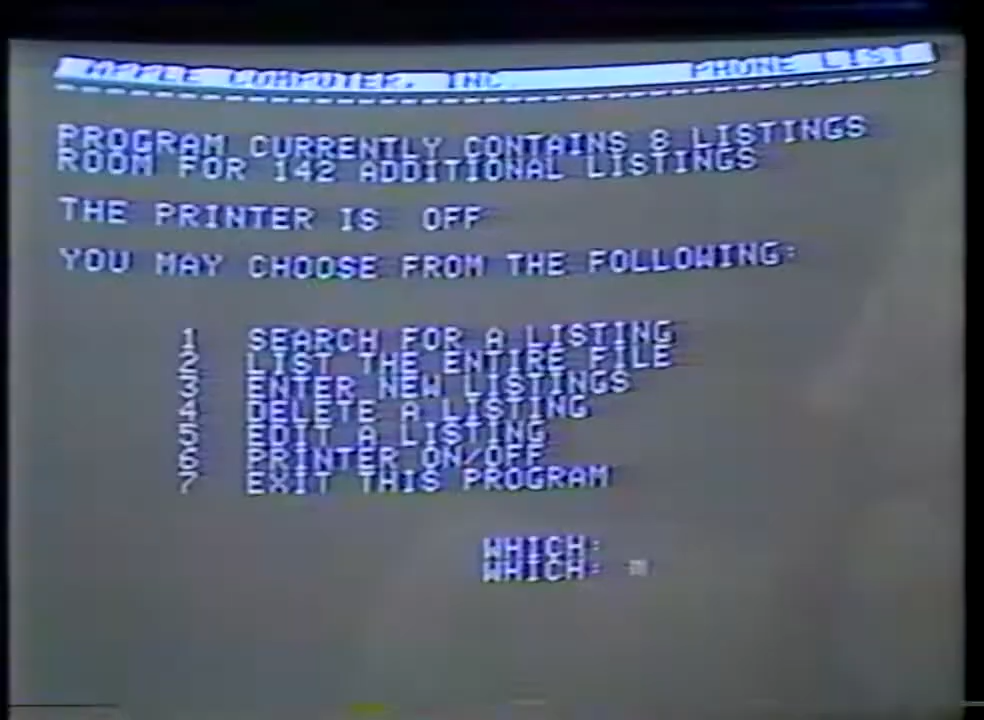 APPLE COMPUTER, INC. PHONE LIST
PROGRAM CURRENTLY CONTAINS 8 LISTINGS
ROOM FOR 142 ADDITIONAL LISTINGS
THE PRINTER IS OFF
YOU MAY CHOOSE FROM THE FOLLOWING:
1 SEARCH FOR A LISTING
2 LIST THE ENTIRE FILE
3 ENTER NEW LISTINGS
4 DELETE A LISTING
5 EDIT A LISTING
6 PRINTER ON/OFF
7 EXIT THIS PROGRAM
WHICH:
WHICH: